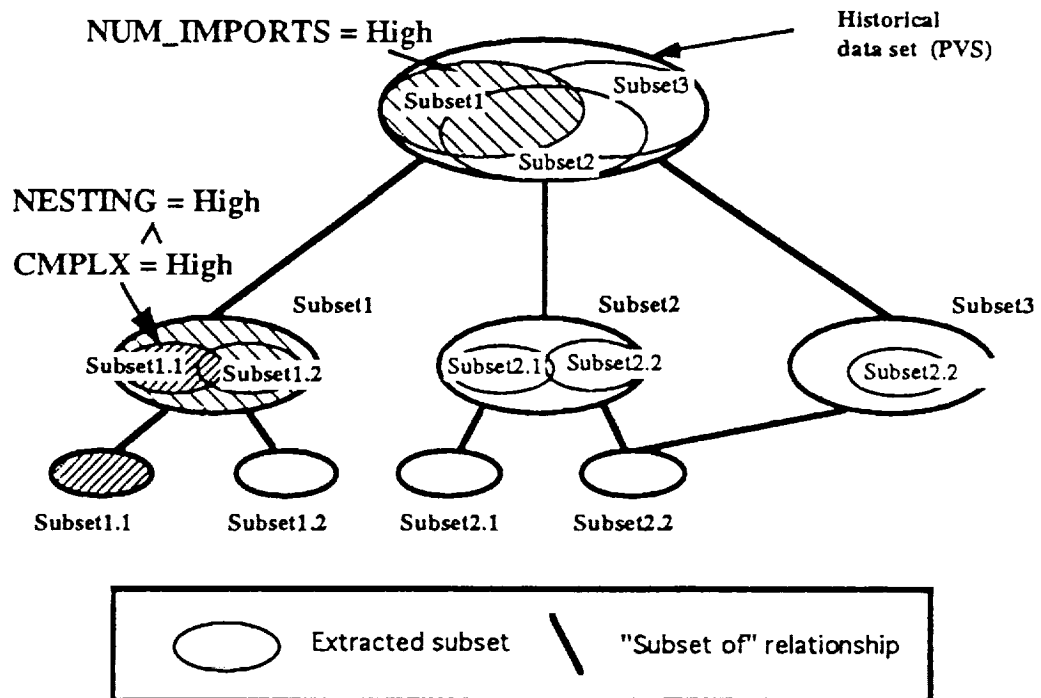 NUM_IMPORTS = High
Historical
data set (PVS)
Subset1
Subset3
Subset2
NESTING = High
^
CMPLX = High
Subset1
Subset2
Subset3
Subset1.1
Subset1.2
Subset2.1
Subset2.2
Subset2.2
Subset1.1
Subset1.2
Subset2.1
Subset2.2
Extracted subset
"Subset of" relationship